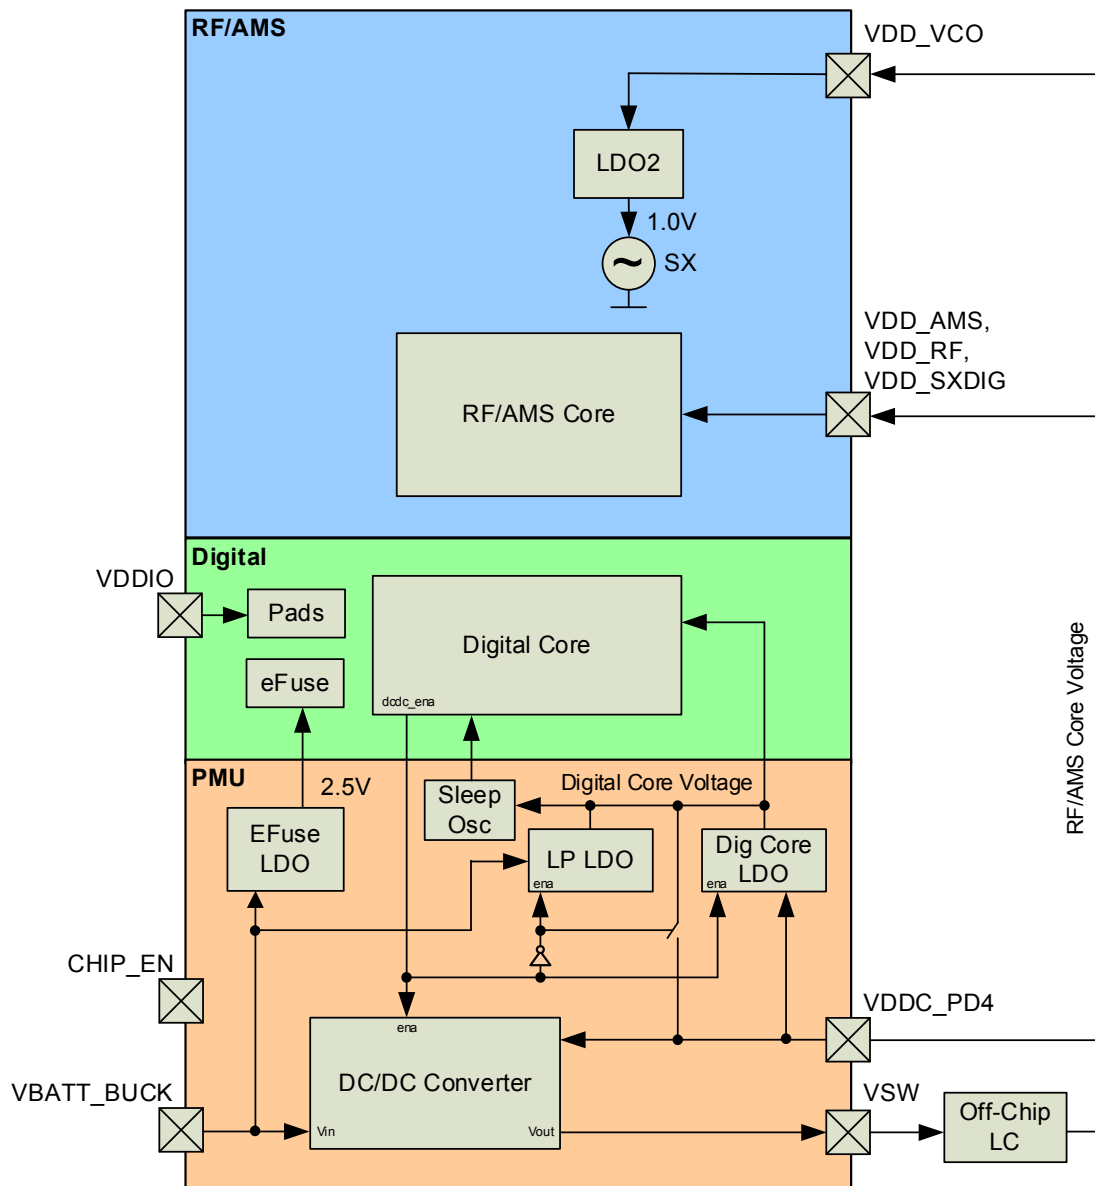 RF/AMS
VDD_VCO
LDO2
1.0V
~
SX
VDD_AMS,
VDD_RF,
VDD_SXDIG
RF/AMS Core
Digital
VDDIO
Pads
Digital Core
eFuse
dcdc_ena
RF/AMS Core Voltage
PMU
2.5V
Digital Core Voltage
Sleep
Osc
EFuse
LDO
LP LDO
ena
Dig Core
LDO
ena
CHIP_EN
VDDC_PD4
ena
DC/DC Converter
VBATT_BUCK
Vin
Vout
VSW
Off-Chip
LC